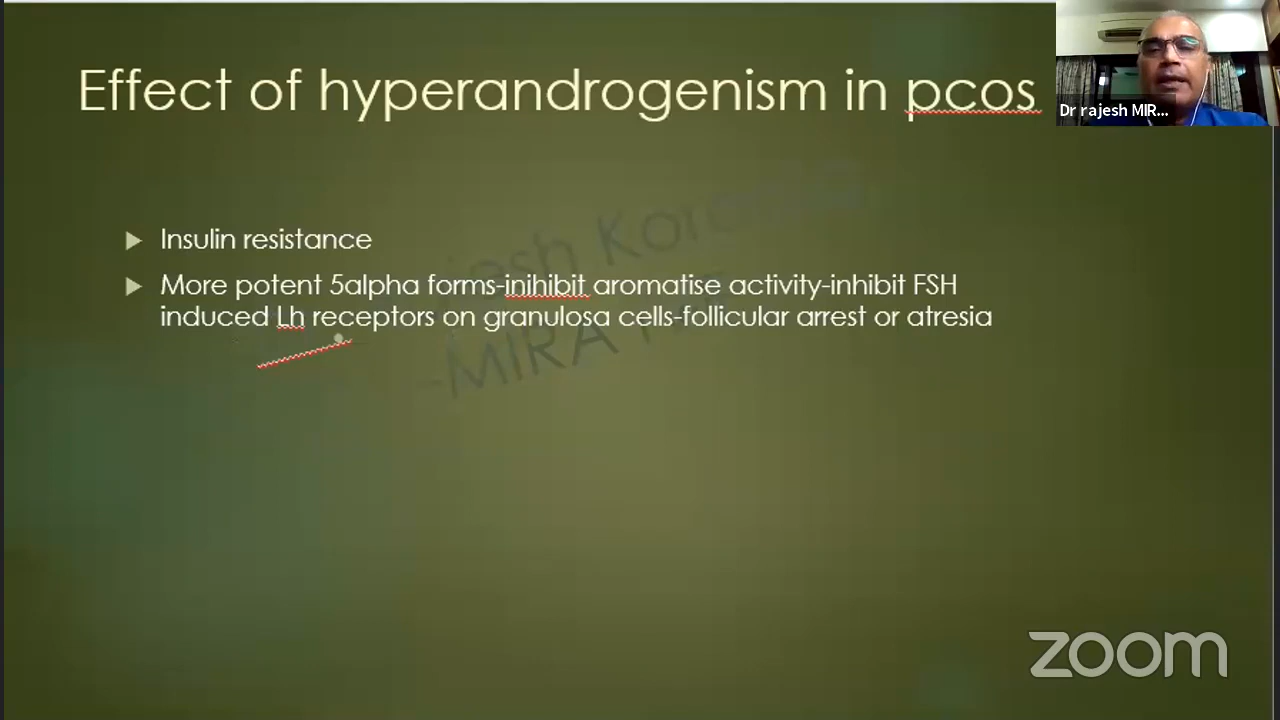 Effect of hyperandrogenism in pcos
Dr rajesh MIR...
Insulin resistance
More potent 5alpha forms-inihibit aromatise activity-inhibit FSH
induced Lh receptors on granulosa cells-follicular arrest or atresia
MIRA
zoom